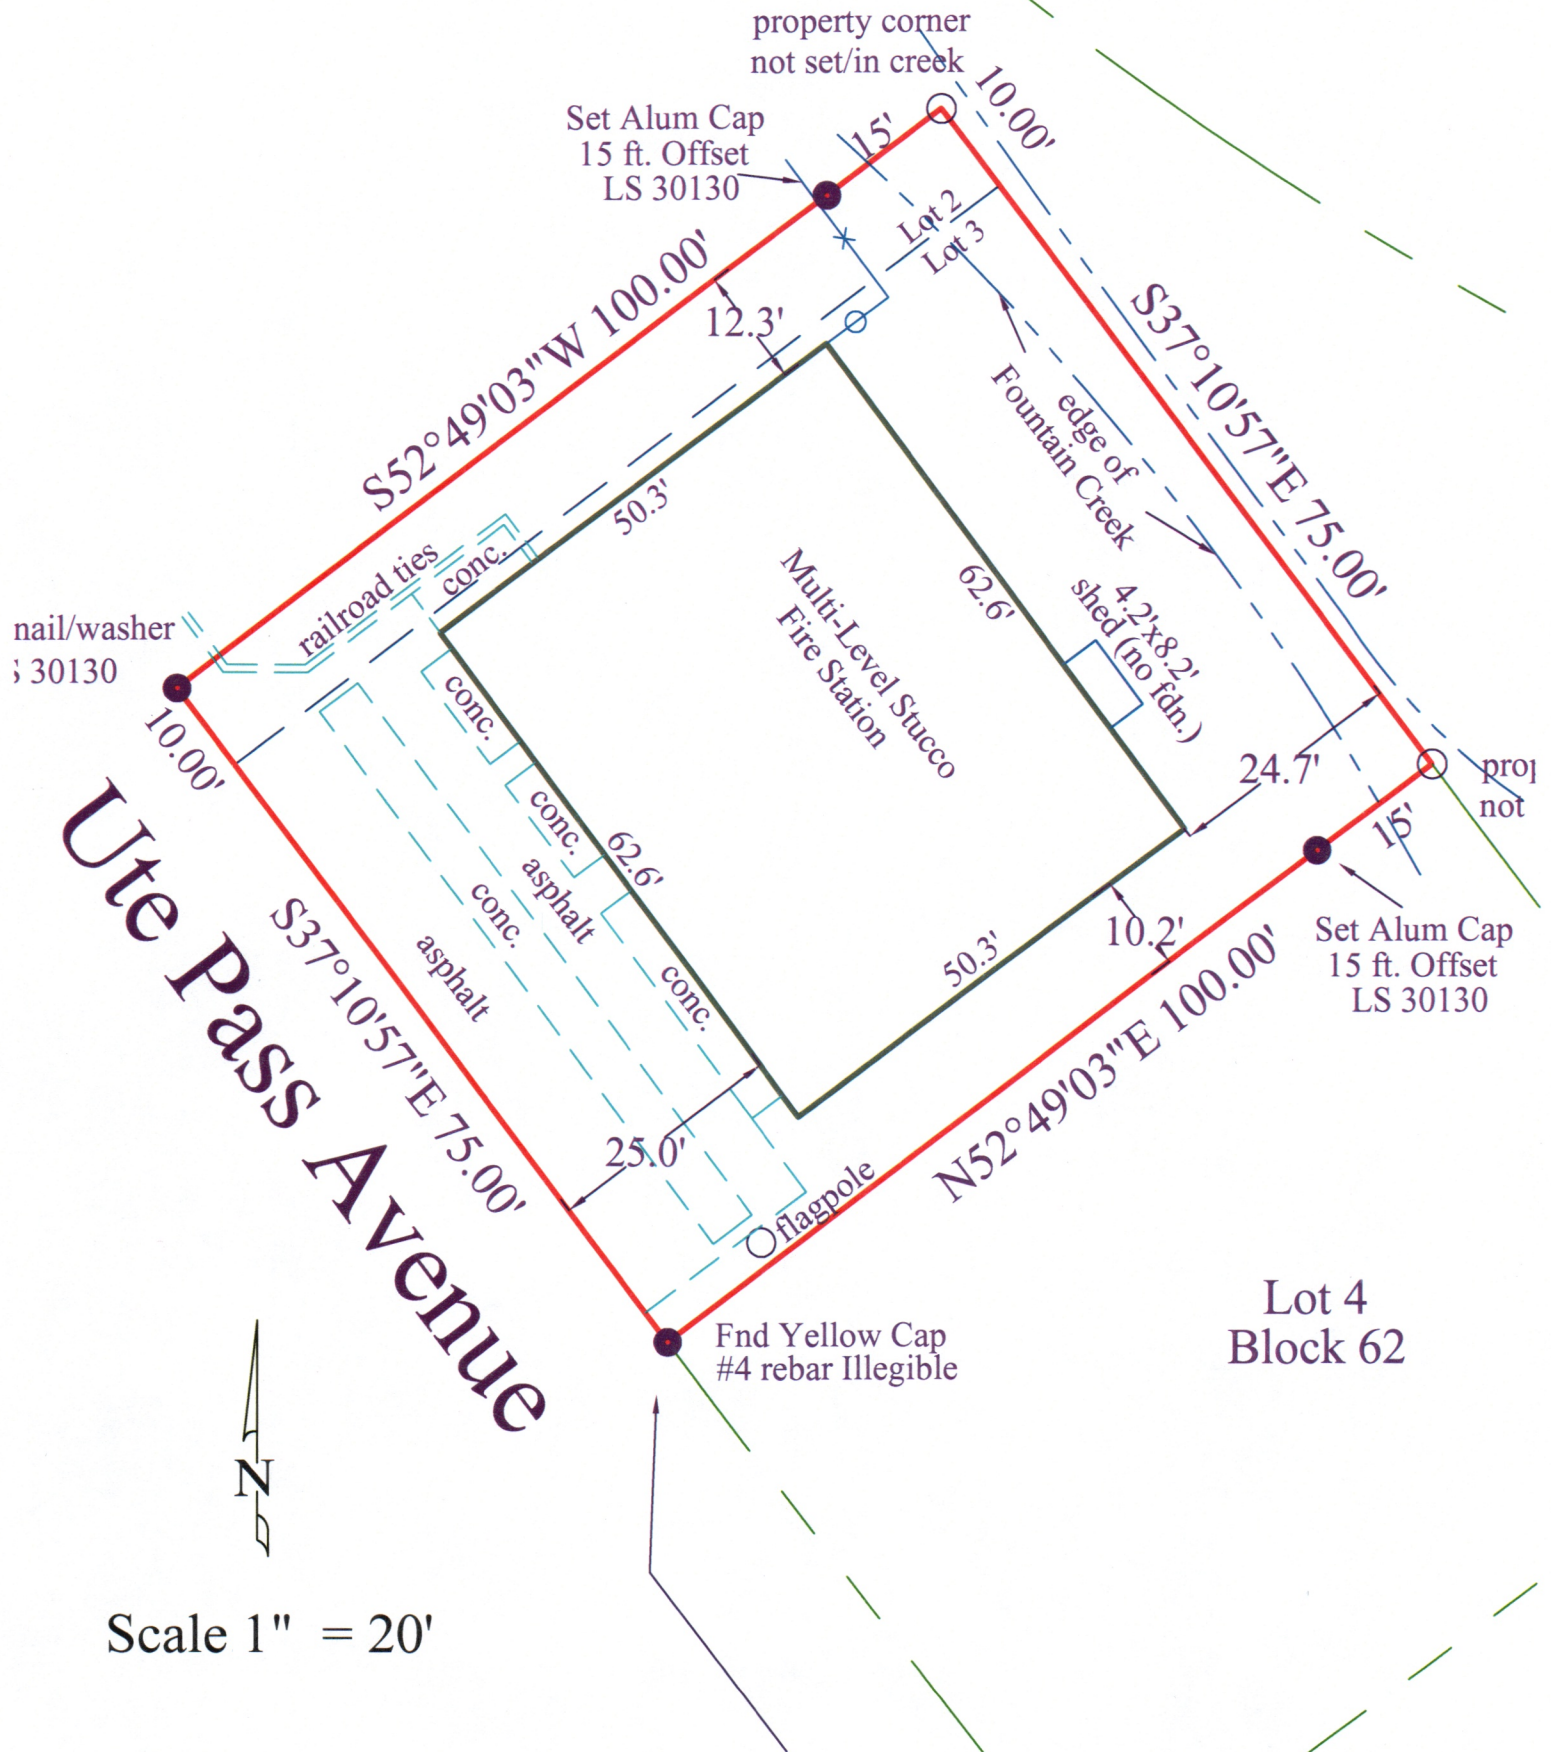 property corner
not set/in creek
10.00'
Set Alum Cap
15 ft. Offset
LS 30130
15'
Lot 2
Lot 3
S52°49'03"W 100.00'
12.3'
S37°10'57"E 75.00'
edge of
Fountain Creek
50.3'
railroad ties
conc.
62.6'
Multi-Level Stucco
Fire Station
4.2'x8.2'
shed (no fdn.)
nail/washer
30130
10.00'
conc.
conc.
62.6'
asphalt
conc.
asphalt
conc.
24.7'
15'
not
Ute Pass Avenue
S37°10'57"E 75.00'
10.2'
50.3'
Set Alum Cap
15 ft. Offset
LS 30130
N52°49'03"E 100.00'
25.0'
flagpole
Fnd Yellow Cap
#4 rebar Illegible
Lot 4
Block 62
N
Scale 1" = 20'